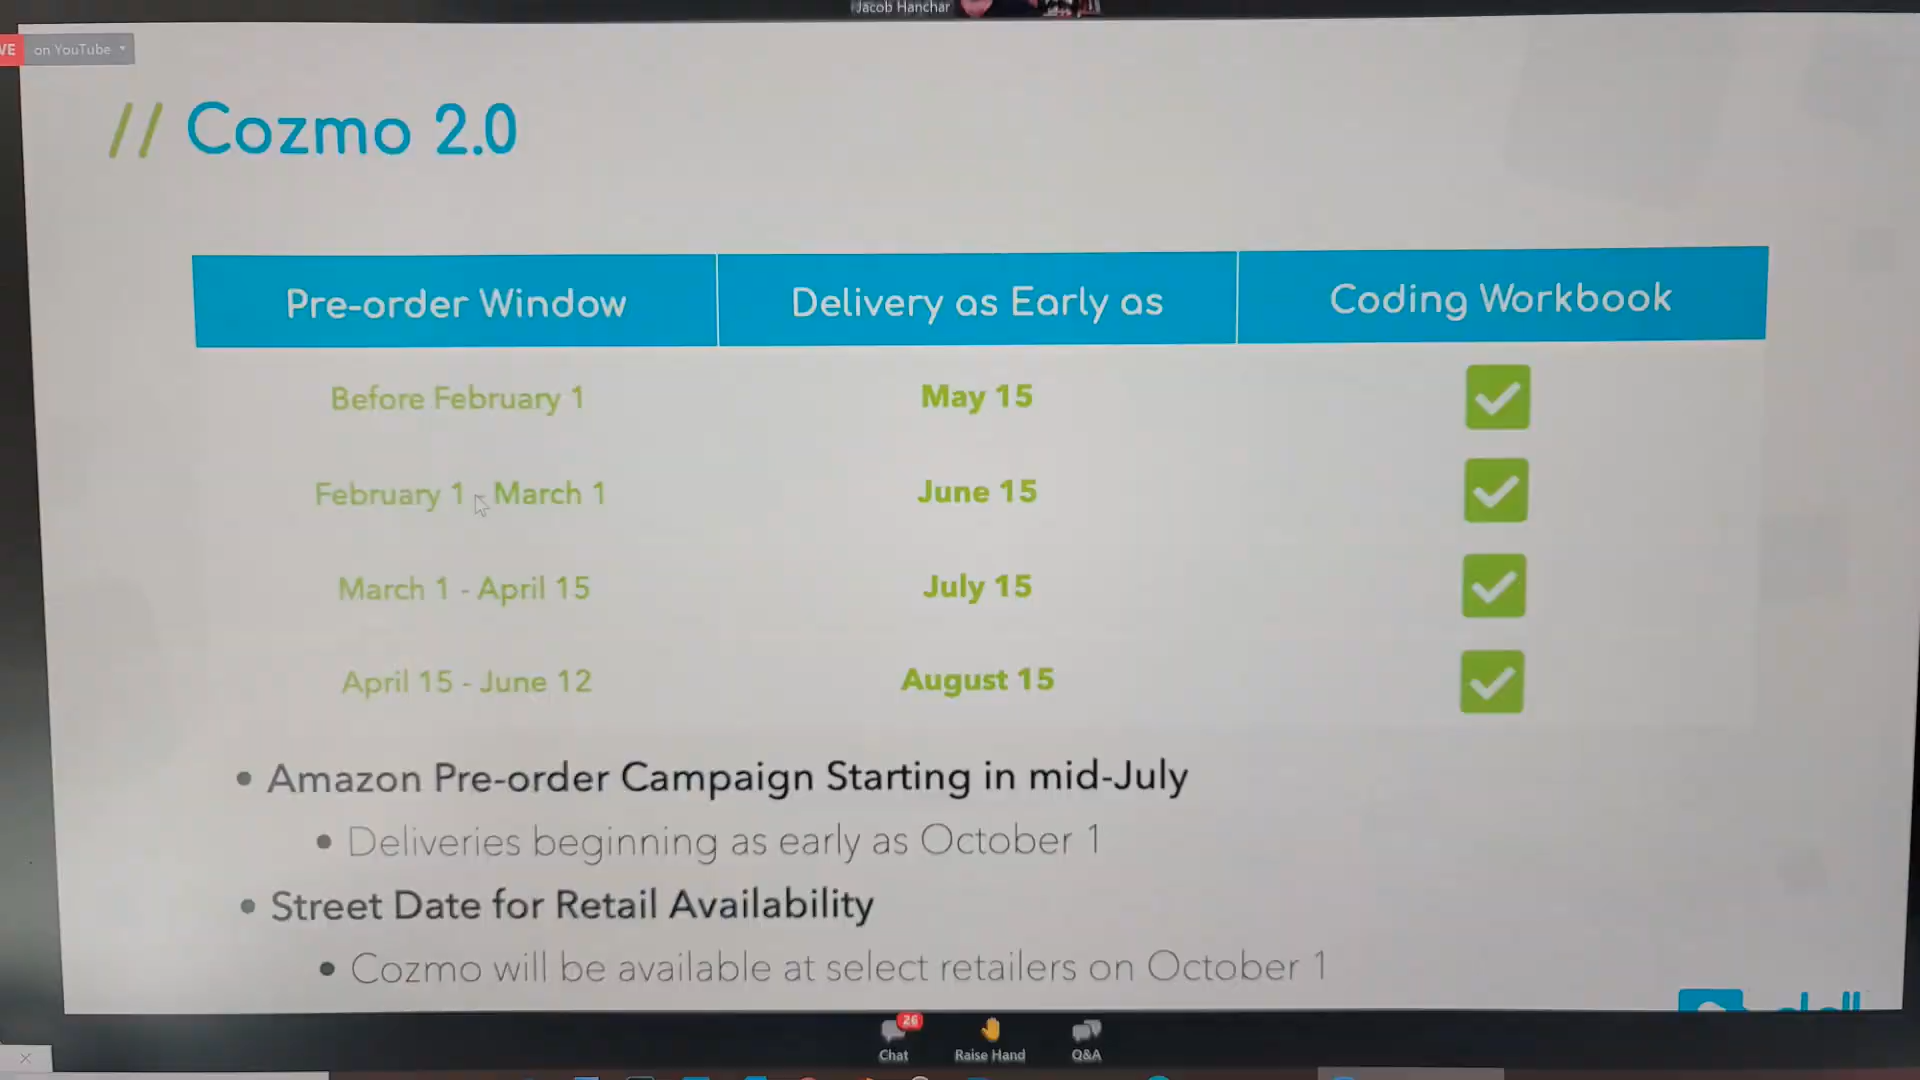 Jacob Hanchar
VE on YouTube
// Cozmo 2.0
Pre-order Window Delivery as Early as Coding Workbook
Before February 1 May 15
February 1 - March 1 June 15
March 1 - April 15 July 15
April 15 - June 12 August 15
• Amazon Pre-order Campaign Starting in mid-July
• Deliveries beginning as early as October 1
• Street Date for Retail Availability
• Cozmo will be available at select retailers on October 1
26
Chat Raise Hand Q&A